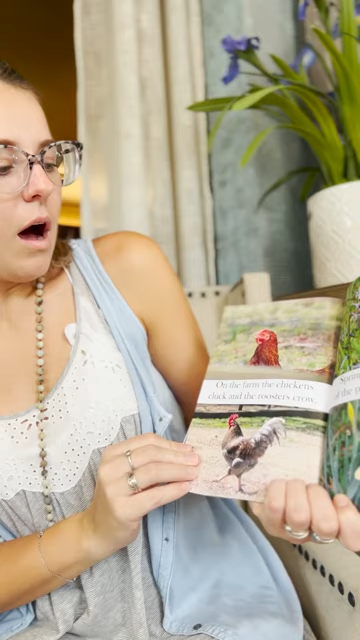 On the farm the chickens
cluck and the roosters crow.